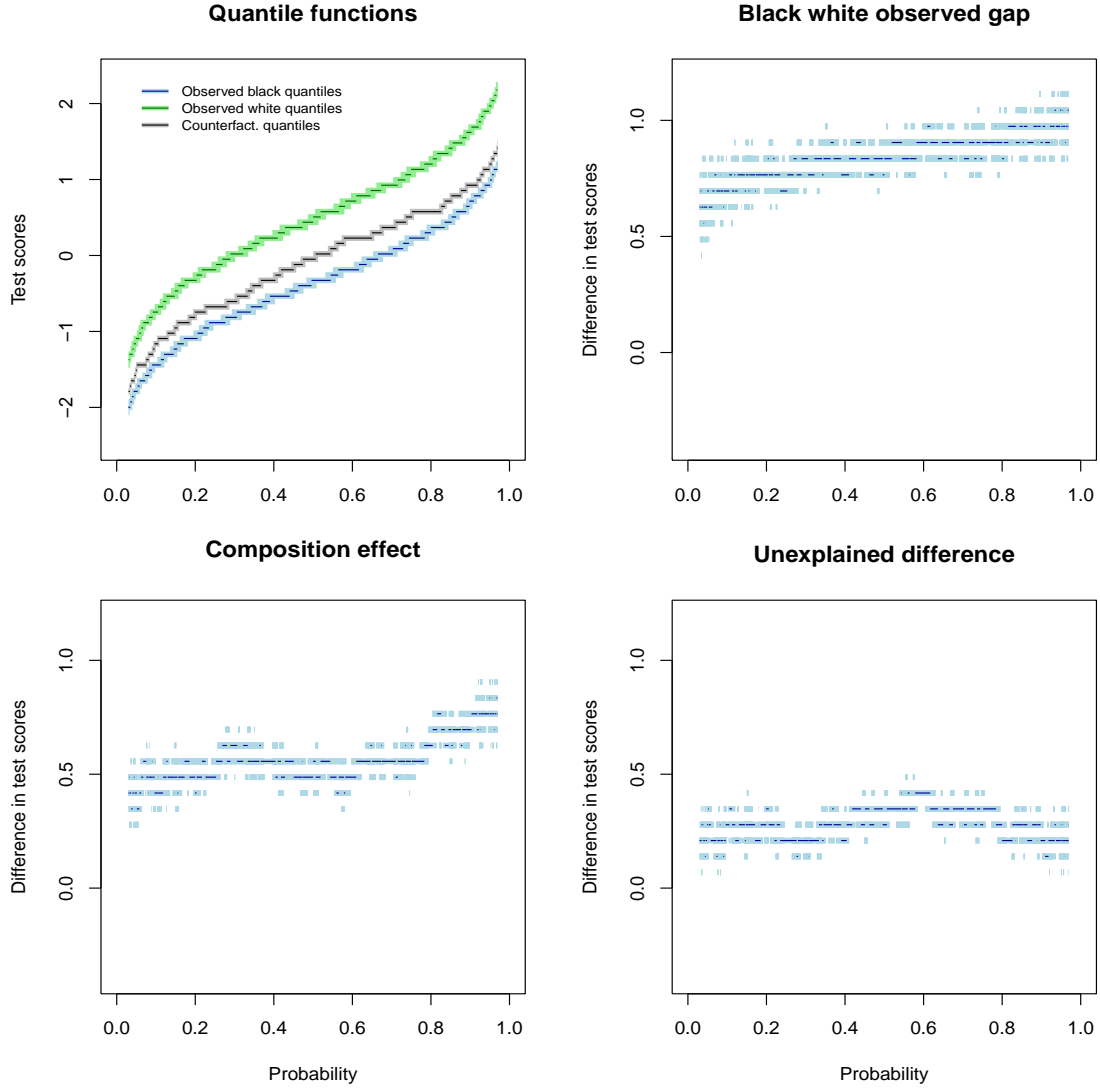 Quantile functions
Black white observed gap
Observed black quantiles
Observed white quantiles
Counterfact. quantiles
Test scores
2
1
0
−1
−2
0.0 0.2 0.4 0.6 0.8 1.0
Difference in test scores
1.0
0.5
0.0
0.0 0.2 0.4 0.6 0.8 1.0
Composition effect
Unexplained difference
Difference in test scores
1.0
0.5
0.0
0.0 0.2 0.4 0.6 0.8 1.0
Probability
Difference in test scores
1.0
0.5
0.0
0.0 0.2 0.4 0.6 0.8 1.0
Probability